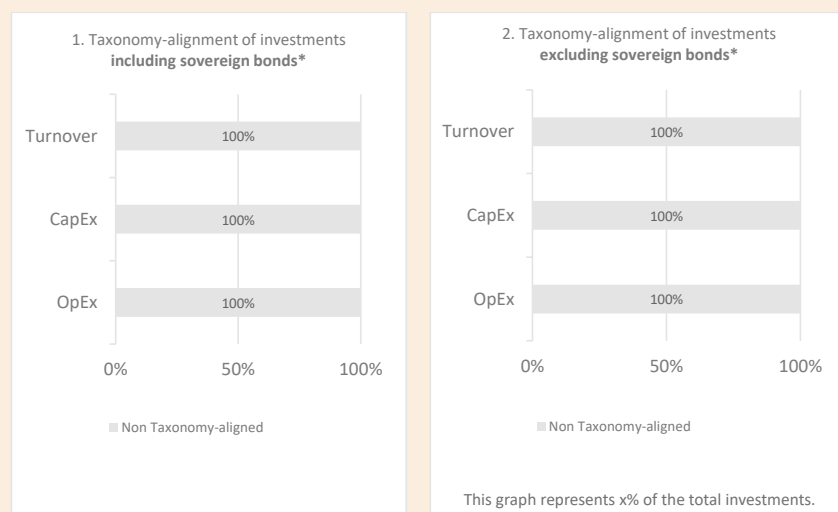 1. Taxonomy-alignment of investments
including sovereign bonds*
Turnover
100%
CapEx
100%
OpEx
100%
0%
50%
100%
Non Taxonomy-aligned
2. Taxonomy-alignment of investments
excluding sovereign bonds*
Turnover
100%
CapEx
100%
OpEx
100%
0%
50%
100%
Non Taxonomy-aligned
This graph represents x% of the total investments.